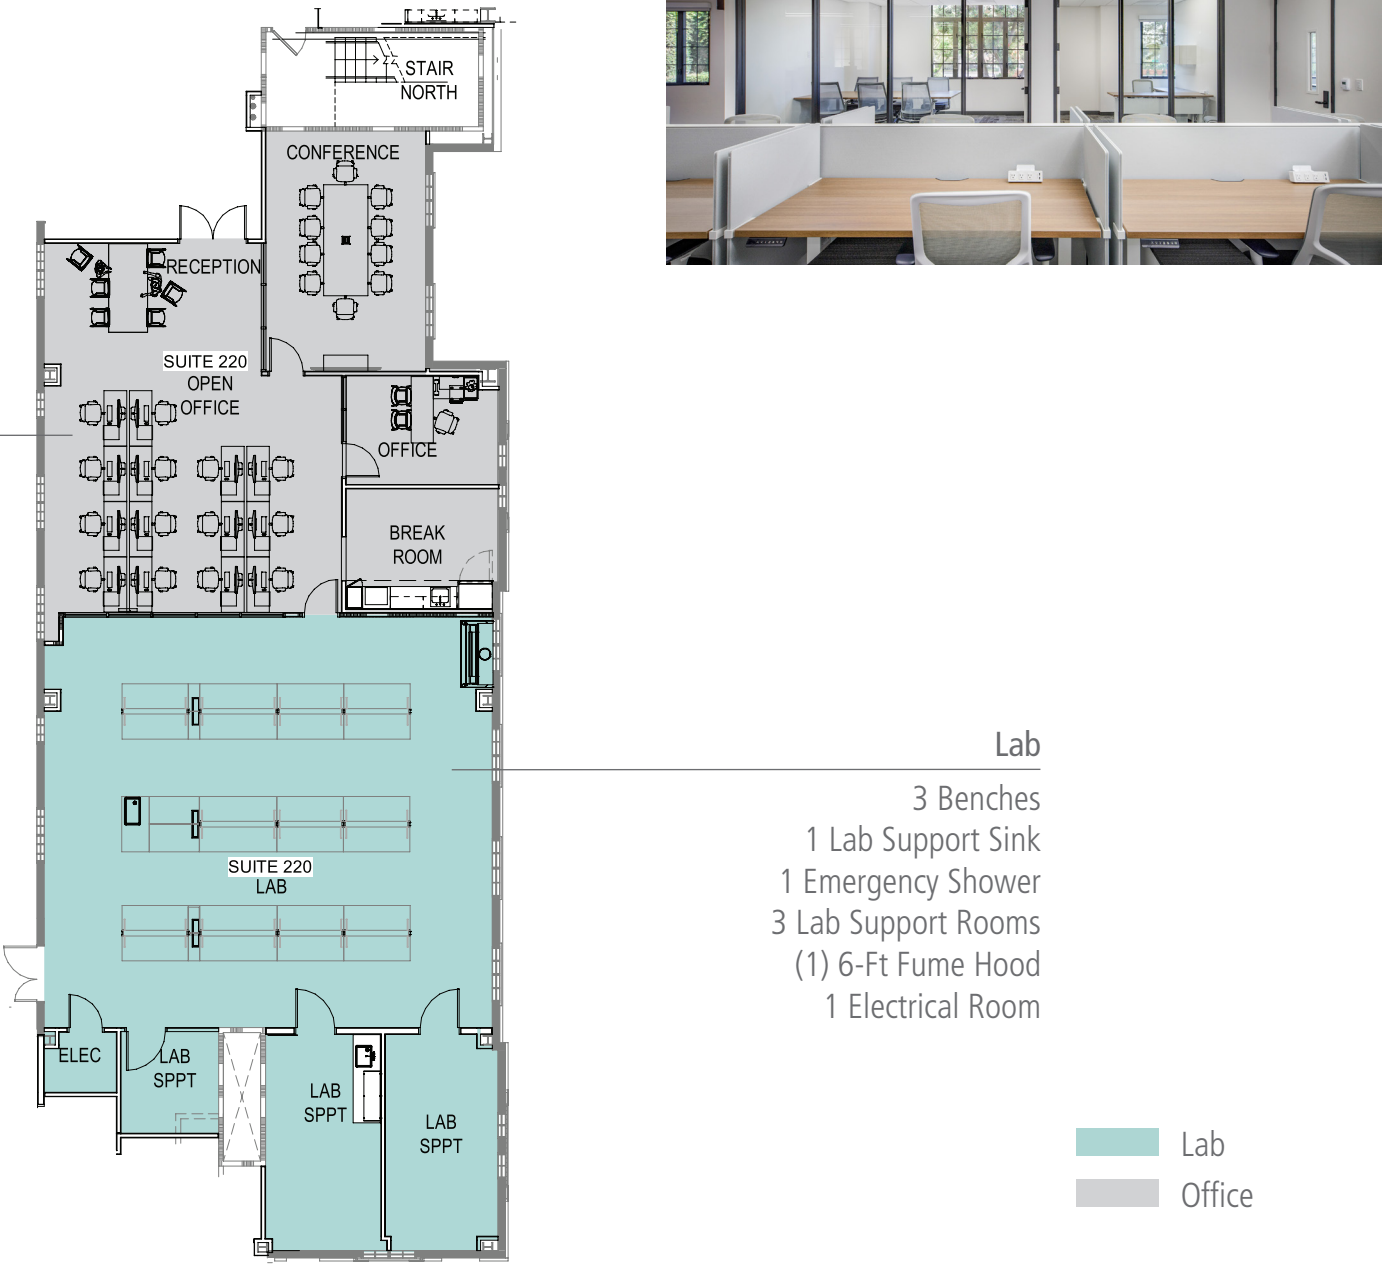 STAIR
NORTH
CONFERENCE
RECEPTION
SUITE 220
OPEN
OFFICE
OFFICE
BREAK
ROOM
SUITE 220
LAB
ELEC
LAB
SPPT
LAB
SPPT
LAB
SPPT
Lab
3 Benches
1 Lab Support Sink
1 Emergency Shower
3 Lab Support Rooms
(1) 6-Ft Fume Hood
1 Electrical Room
Lab
Office